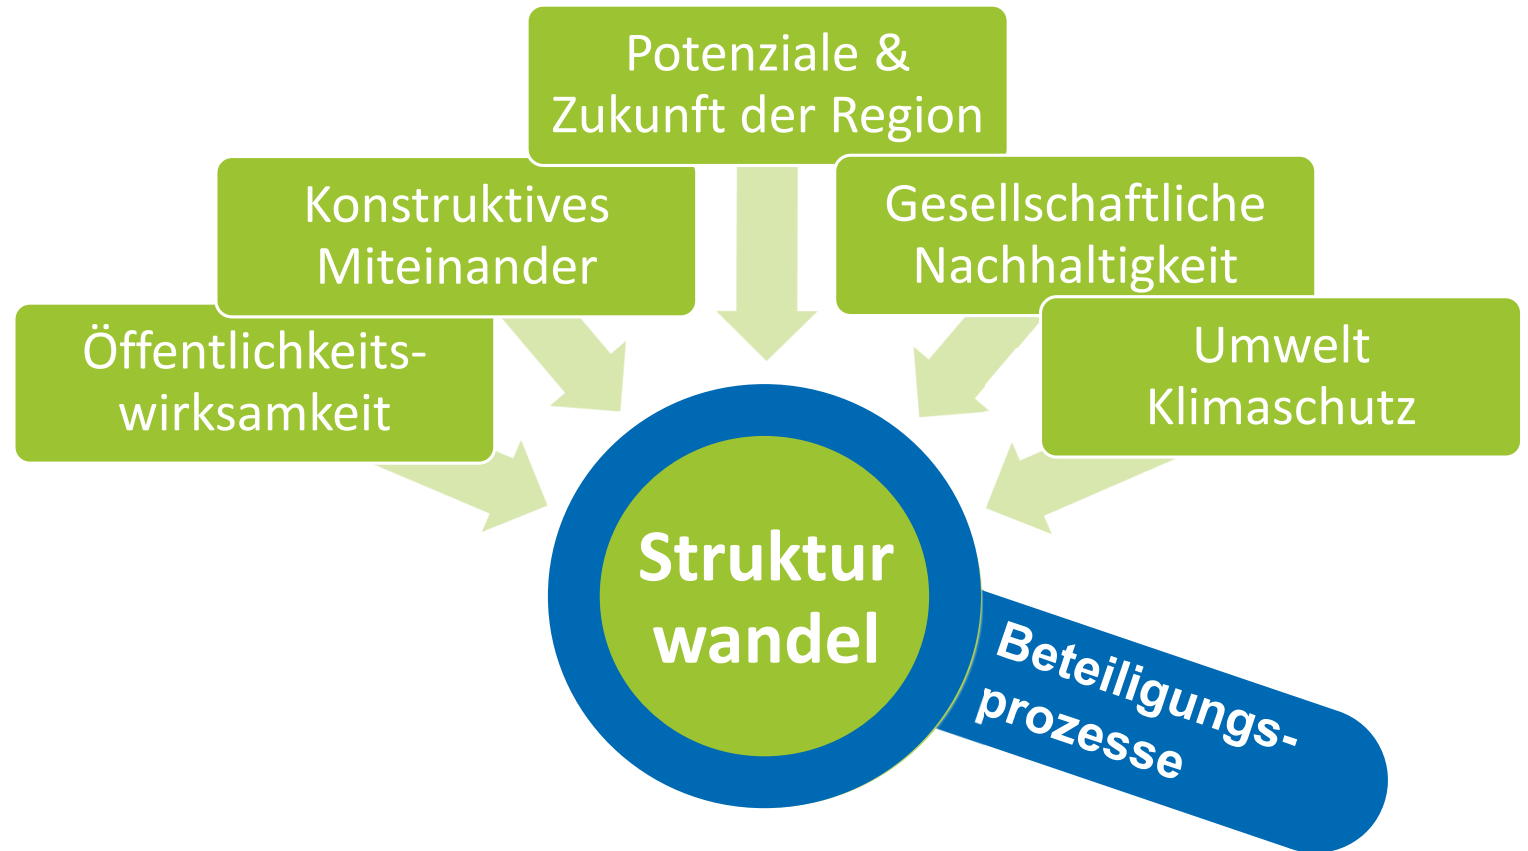 Potenziale &
Zukunft der Region
Konstruktives
Miteinander
Gesellschaftliche
Nachhaltigkeit
Öffentlichkeits-
wirksamkeit
Umwelt
Klimaschutz
Struktur
wandel
Beteiligungs-
prozesse